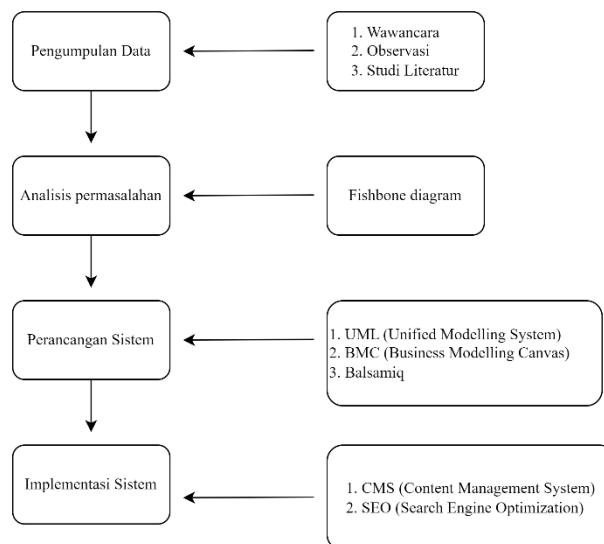 Pengumpulan Data
1. Wawancara
2. Observasi
3. Studi Literatur
Analisis permasalahan
Fishbone diagram
Perancangan Sistem
1. UML (Unified Modelling System)
2. BMC (Business Modelling Canvas)
3. Balsamiq
Implementasi Sistem
1. CMS (Content Management System)
2. SEO (Search Engine Optimization)